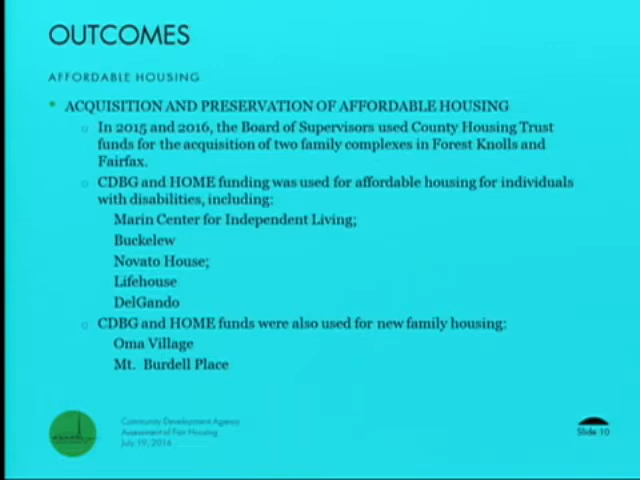 OUTCOMES
AFFORDABLE HOUSING
• ACQUISITION AND PRESERVATION OF AFFORDABLE HOUSING
o In 2015 and 2016, the Board of Supervisors used County Housing Trust
funds for the acquisition of two family complexes in Forest Knolls and
Fairfax.
o CDBG and HOME funding was used for affordable housing for individuals
with disabilities, including:
Marin Center for Independent Living;
Buckelew
Novato House;
Lifehouse
DelGando
o CDBG and HOME funds were also used for new family housing:
Oma Village
Mt. Burdell Place
Community Development Agency
Assessment of Fair Housing
July 19, 2016
Slide 10